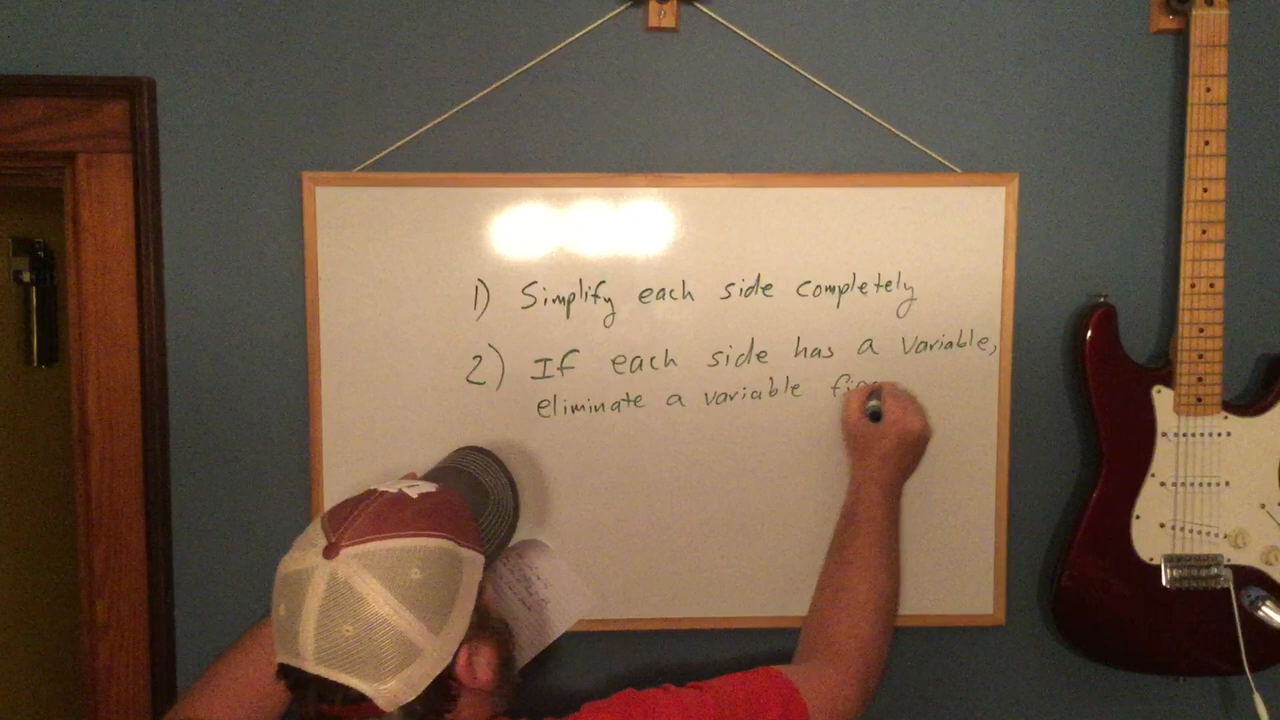 1) Simplify each side completely
2) If each side has a variable,
eliminate a variable